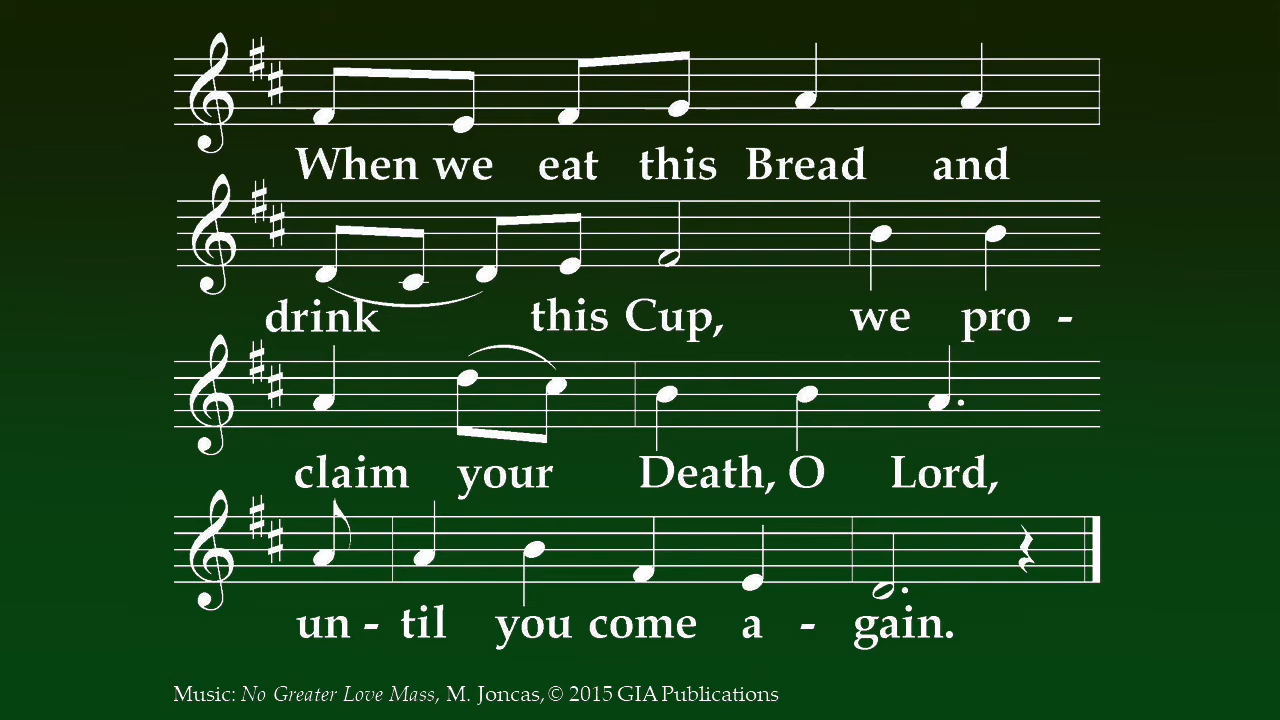 When we eat this Bread and
drink this Cup, we pro -
claim your Death, O Lord,
un - til you come a - gain.
Music: No Greater Love Mass, M. Joncas, © 2015 GIA Publications